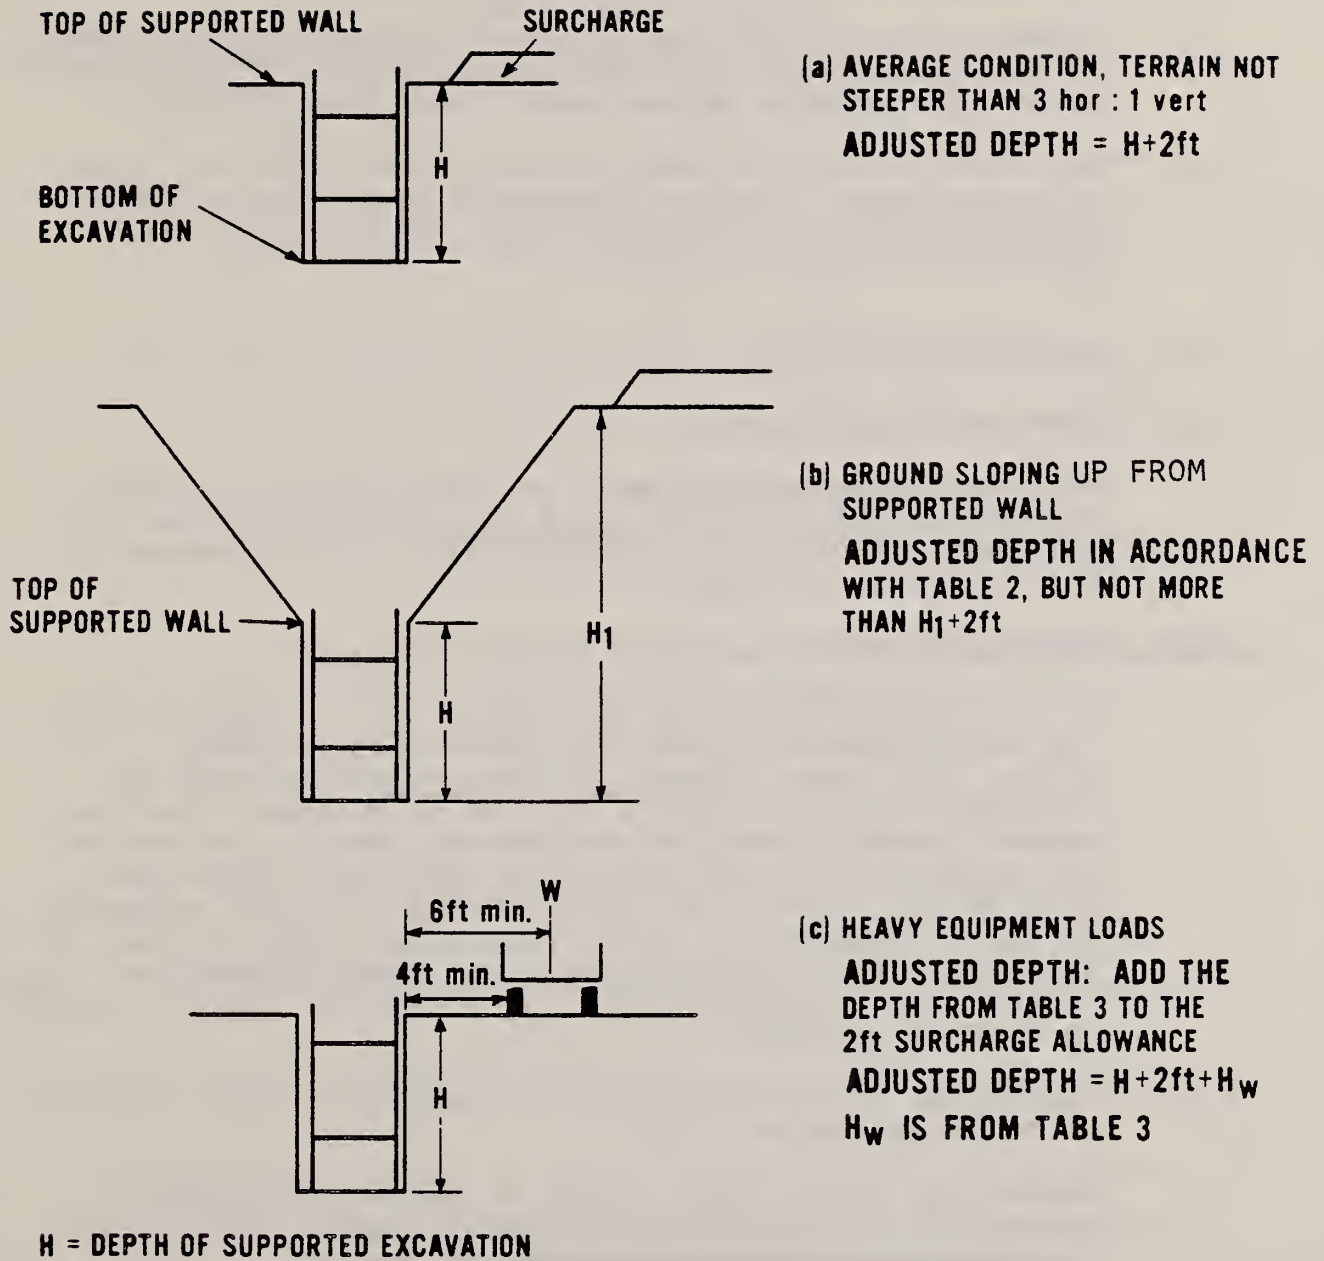 TOP OF SUPPORTED WALL
SURCHARGE
H
BOTTOM OF
EXCAVATION
(a) AVERAGE CONDITION, TERRAIN NOT
STEEPER THAN 3 hor : 1 vert
ADJUSTED DEPTH = H+2ft
TOP OF
SUPPORTED WALL
H
H1
(b) GROUND SLOPING UP FROM
SUPPORTED WALL
ADJUSTED DEPTH IN ACCORDANCE
WITH TABLE 2, BUT NOT MORE
THAN H1+2ft
W
6ft min.
4ft min.
H
(c) HEAVY EQUIPMENT LOADS
ADJUSTED DEPTH: ADD THE
DEPTH FROM TABLE 3 TO THE
2ft SURCHARGE ALLOWANCE
ADJUSTED DEPTH = H+2ft+HW
HW IS FROM TABLE 3
H = DEPTH OF SUPPORTED EXCAVATION